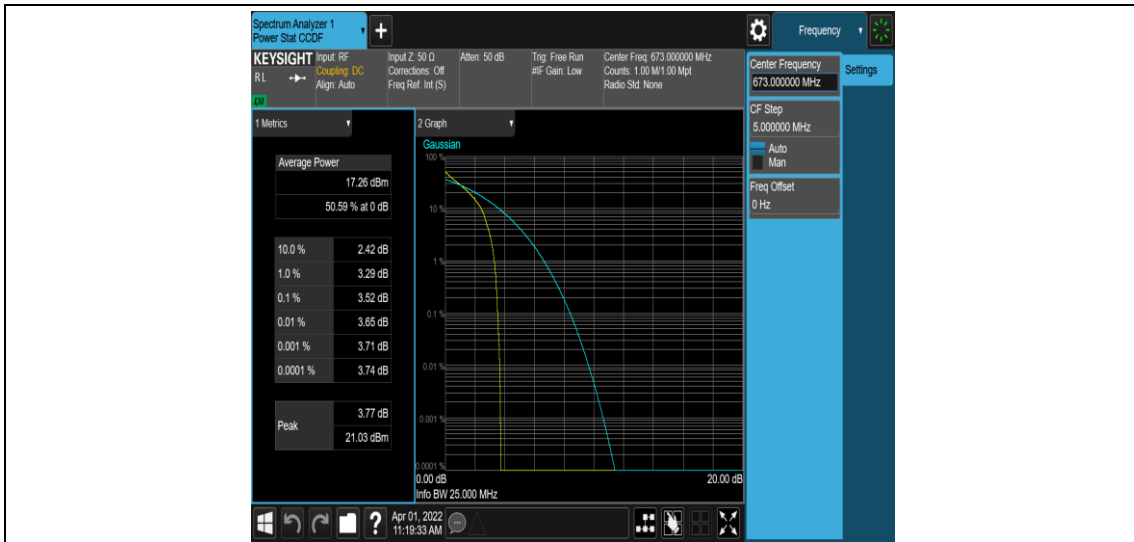 Spectrum Analyzer 1
Power Stat CCDF
Frequency
KEYSIGHT
RL
Input: RF
Coupling: DC
Align: Auto
Input Z: 50 Ω
Corrections: Off
Freq Ref: Int (S)
Atten: 50 dB
Trig: Free Run
#IF Gain: Low
Center Freq: 673.000000 MHz
Counts: 1.00 M/1.00 Mpt
Radio Std: None
Center Frequency
673.000000 MHz
Settings
CF Step
5.000000 MHz
Auto
Man
Freq Offset
0 Hz
1 Metrics
Average Power
17.26 dBm
50.59 % at 0 dB
10.0 % 2.42 dB
1.0 % 3.29 dB
0.1 % 3.52 dB
0.01 % 3.65 dB
0.001 % 3.71 dB
0.0001 % 3.74 dB
Peak
3.77 dB
21.03 dBm
2 Graph
Gaussian
100 %
10 %
1 %
0.1 %
0.01 %
0.001 %
0.0001 %
0.00 dB
20.00 dB
Info BW 25.000 MHz
Apr 01, 2022
11:19:33 AM